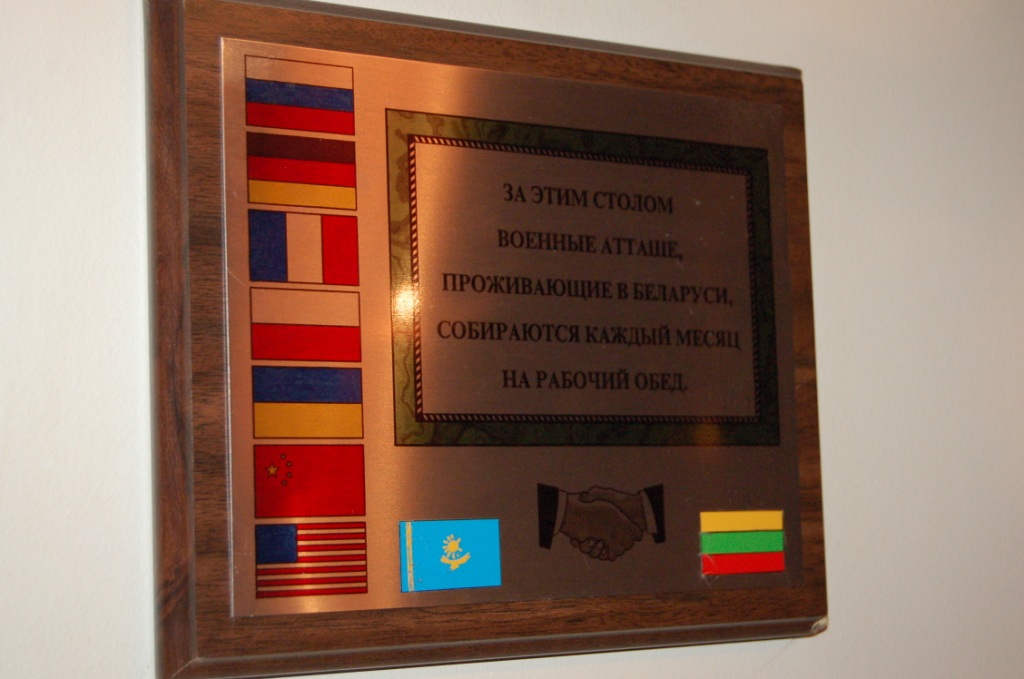 ЗА ЭТИМ СТОЛОМ
ВОЕННЫЕ АТТАШЕ,
ПРОЖИВАЮЩИЕ В БЕЛАРУСИ,
СОБИРАЮТСЯ КАЖДЫЙ МЕСЯЦ
НА РАБОЧИЙ ОБЕД.